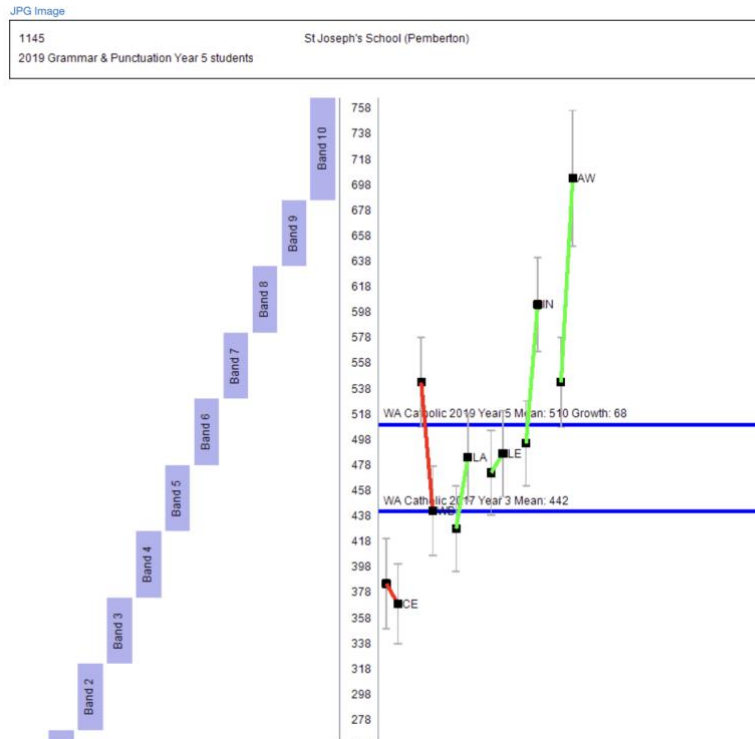 JPG Image
1145 St Joseph's School (Pemberton)
2019 Grammar & Punctuation Year 5 students
Band 10
Band 9
Band 8
Band 7
Band 6
Band 5
Band 4
Band 3
Band 2
758
738
718
698
678
658
638
618
598
578
558
538
518
498
478
458
438
418
398
378
358
338
318
298
278
AW
IN
WA Catholic 2019 Year 5 Mean: 510 Growth: 68
LA
LE
WA Catholic 2017 Year 3 Mean: 442
CE